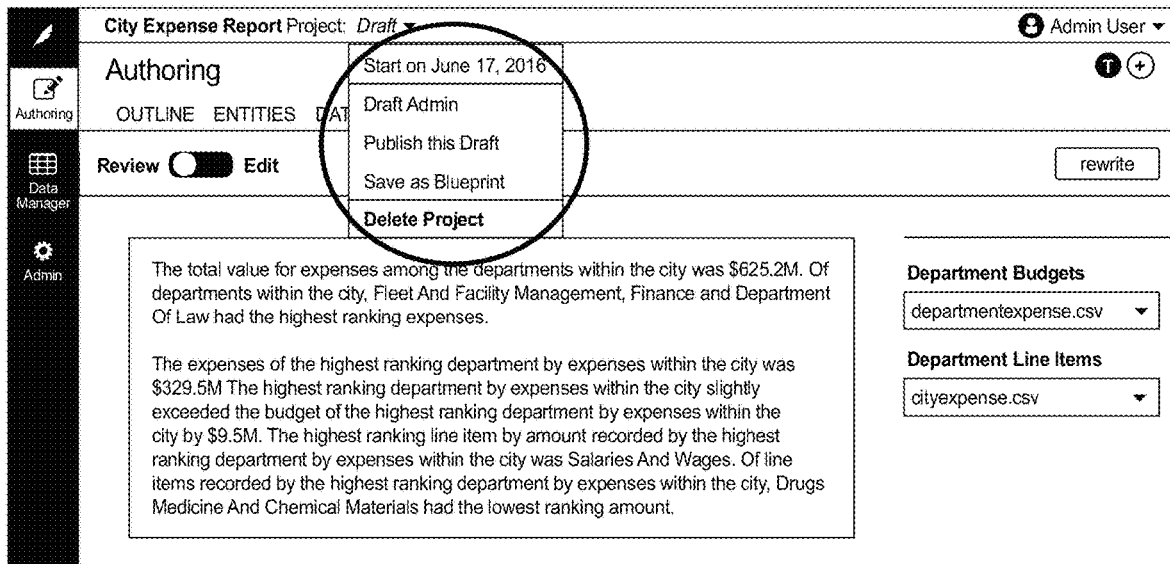 City Expense Report Project: Draft
Admin User
Authoring
Start on June 17, 2016
T
+
Authoring
OUTLINE ENTITIES DAT
Draft Admin
Publish this Draft
Save as Blueprint
Delete Project
Review Edit
rewrite
Data
Manager
Admin
The total value for expenses among the departments within the city was $625.2M. Of
departments within the city, Fleet And Facility Management, Finance and Department
Of Law had the highest ranking expenses.
The expenses of the highest ranking department by expenses within the city was
$329.5M The highest ranking department by expenses within the city slightly
exceeded the budget of the highest ranking department by expenses within the
city by $9.5M. The highest ranking line item by amount recorded by the highest
ranking department by expenses within the city was Salaries And Wages. Of line
items recorded by the highest ranking department by expenses within the city, Drugs
Medicine And Chemical Materials had the lowest ranking amount.
Department Budgets
departmentexpense.csv
Department Line Items
cityexpense.csv